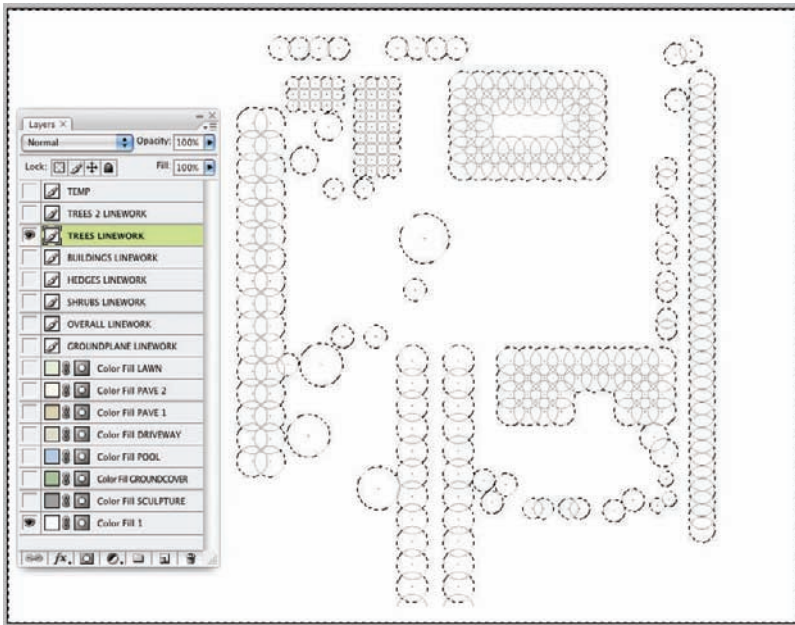 Layers ×
Normal Opacity: 100%
Lock: Fill: 100%
TEMP
TREES 2 LINEWORK
TREES LINEWORK
BUILDINGS LINEWORK
HEDGES LINEWORK
SHRUBS LINEWORK
OVERALL LINEWORK
GROUNDPLANE LINEWORK
Color Fill LAWN
Color Fill PAVE 2
Color Fill PAVE 1
Color Fill DRIVEWAY
Color Fill POOL
Color Fill GROUNDCOVER
Color Fill SCULPTURE
Color Fill 1
fx.